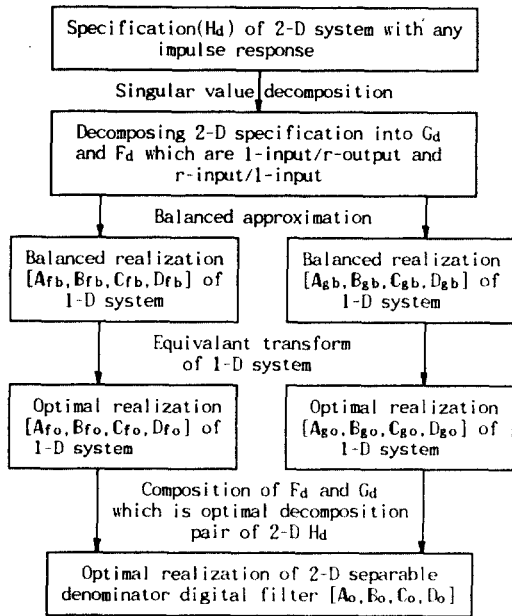 Specification(Hd) of 2-D system with any
impulse response
Singular value decomposition
Decomposing 2-D specification into Gd
and Fd which are 1-input/r-output and
r-input/1-input
Balanced approximation
Balanced realization
[Afb, Bfb, Cfb, Dfb] of
1-D system
Balanced realization
[Agb, Bgb, Cgb, Dgb] of
1-D system
Equivalant transform
of 1-D system
Optimal realization
[Afo, Bfo, Cfo, Dfo] of
1-D system
Optimal realization
[Ago, Bgo, Cgo, Dgo] of
1-D system
Composition of Fd and Gd
which is optimal decomposition
pair of 2-D Hd
Optimal realization of 2-D separable
denominator digital filter [Ao, Bo, Co, Do]